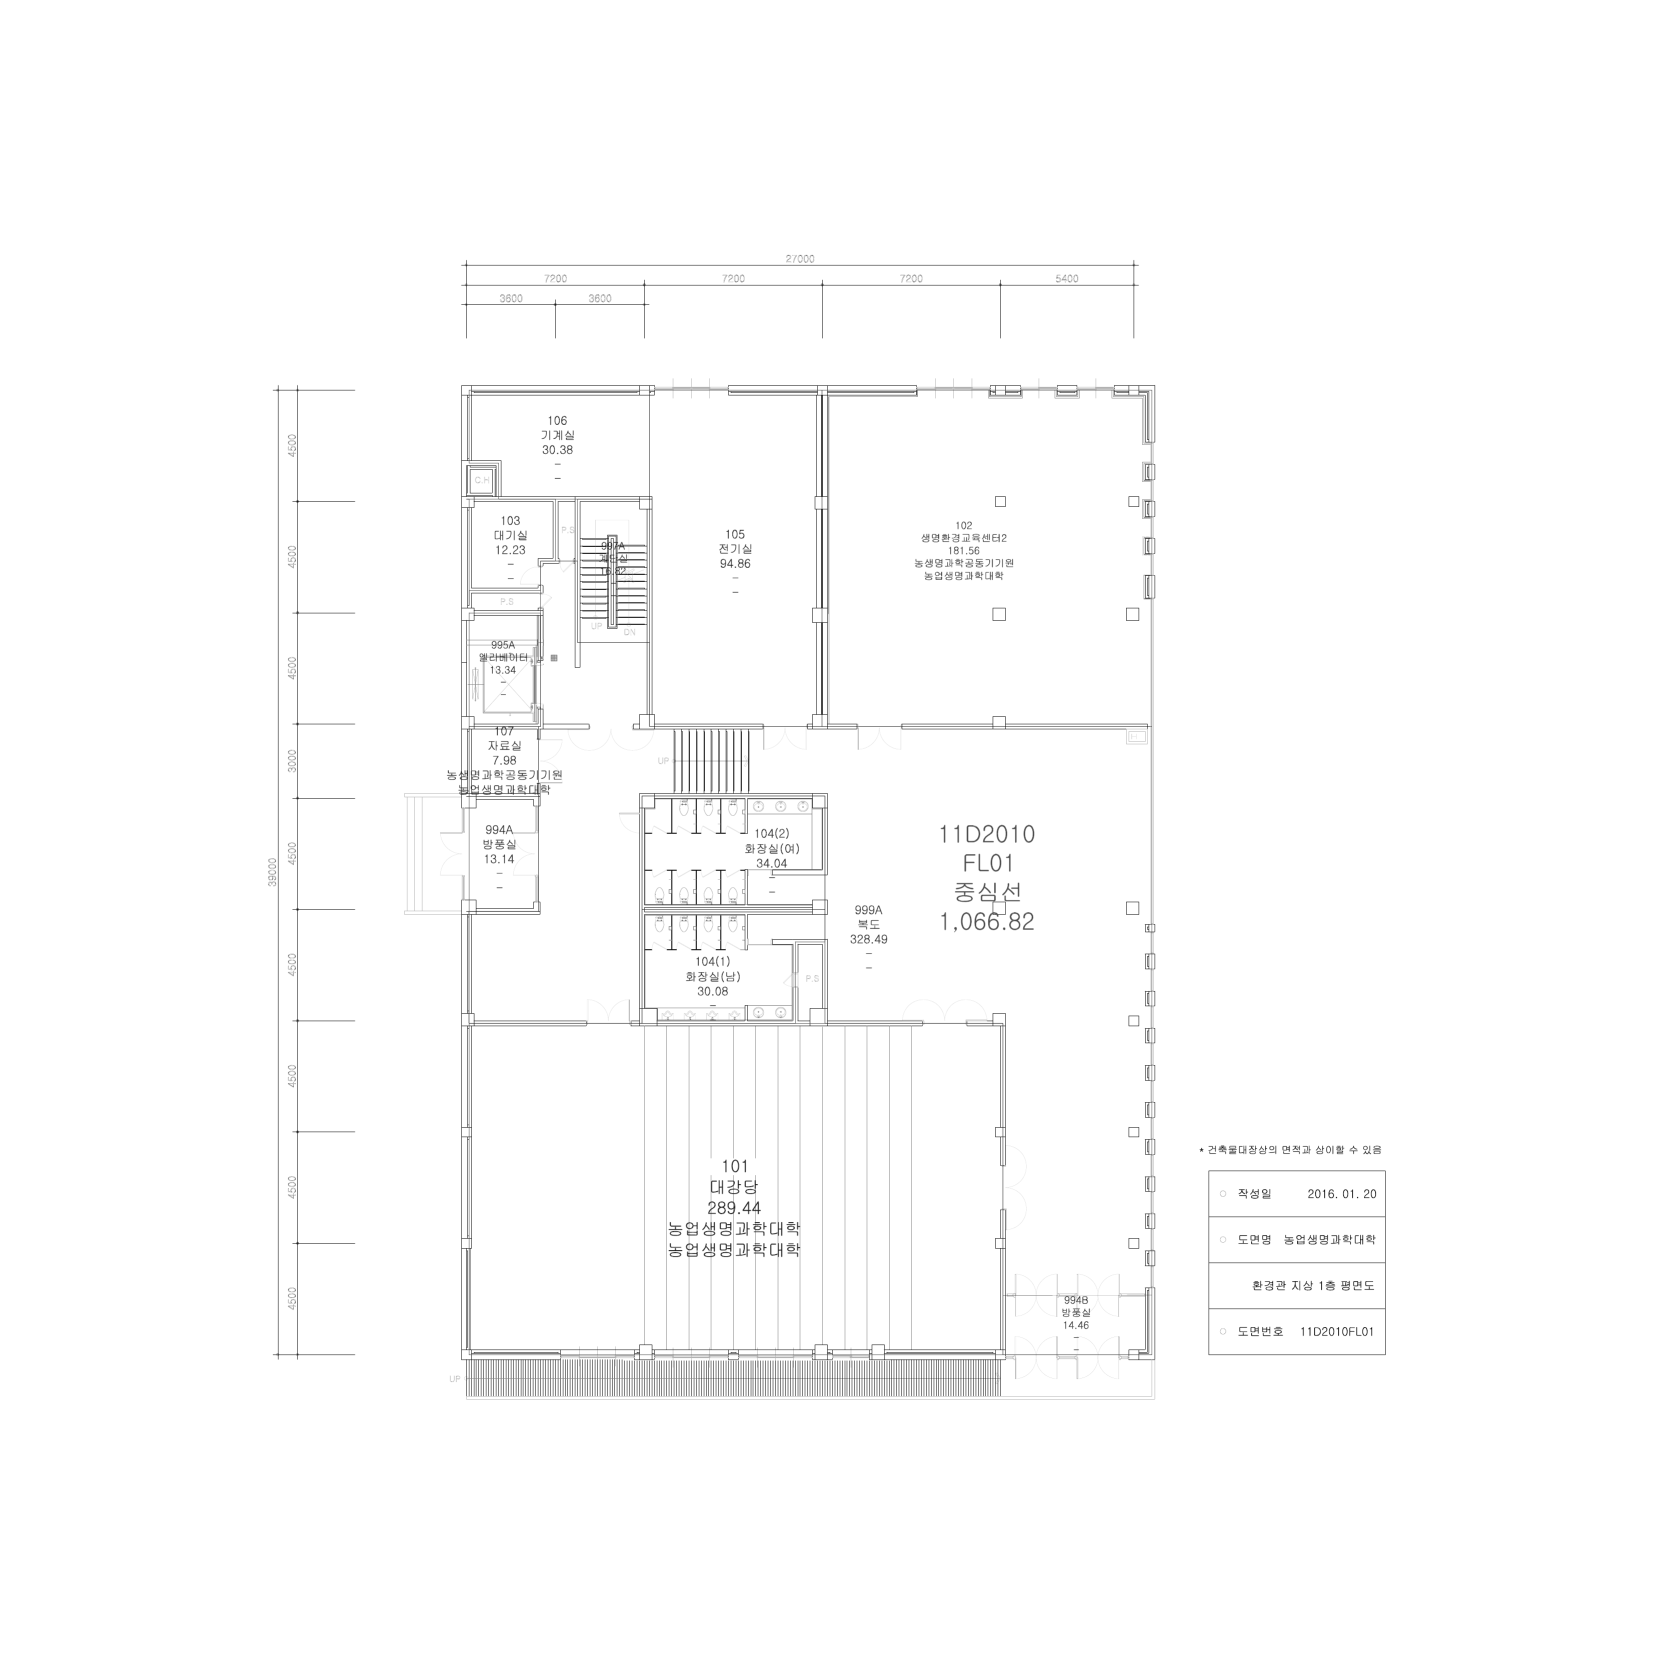 27000
7200
7200
7200
5400
3600
3600
4500
4500
4500
3000
4500
4500
4500
4500
4500
39000
106
기계실
30.38
C.H
103
대기실
12.23
P.S
P.S
997A
계단실
16.82
UP
DN
105
전기실
94.86
102
생명환경교육센터2
181.56
농생명과학공동기기원
농업생명과학대학
995A
엘리베이터
13.34
107
자료실
7.98
농생명과학공동기기원
농업생명과학대학
UP
994A
방풍실
13.14
104(2)
화장실(여)
34.04
11D2010
FL01
중심선
1,066.82
999A
복도
328.49
104(1)
화장실(남)
30.08
P.S
101
대강당
289.44
농업생명과학대학
농업생명과학대학
994B
방풍실
14.46
UP
* 건축물대장상의 면적과 상이할 수 있음
작성일 2016. 01. 20
도면명 농업생명과학대학
환경관 지상 1층 평면도
도면번호 11D2010FL01